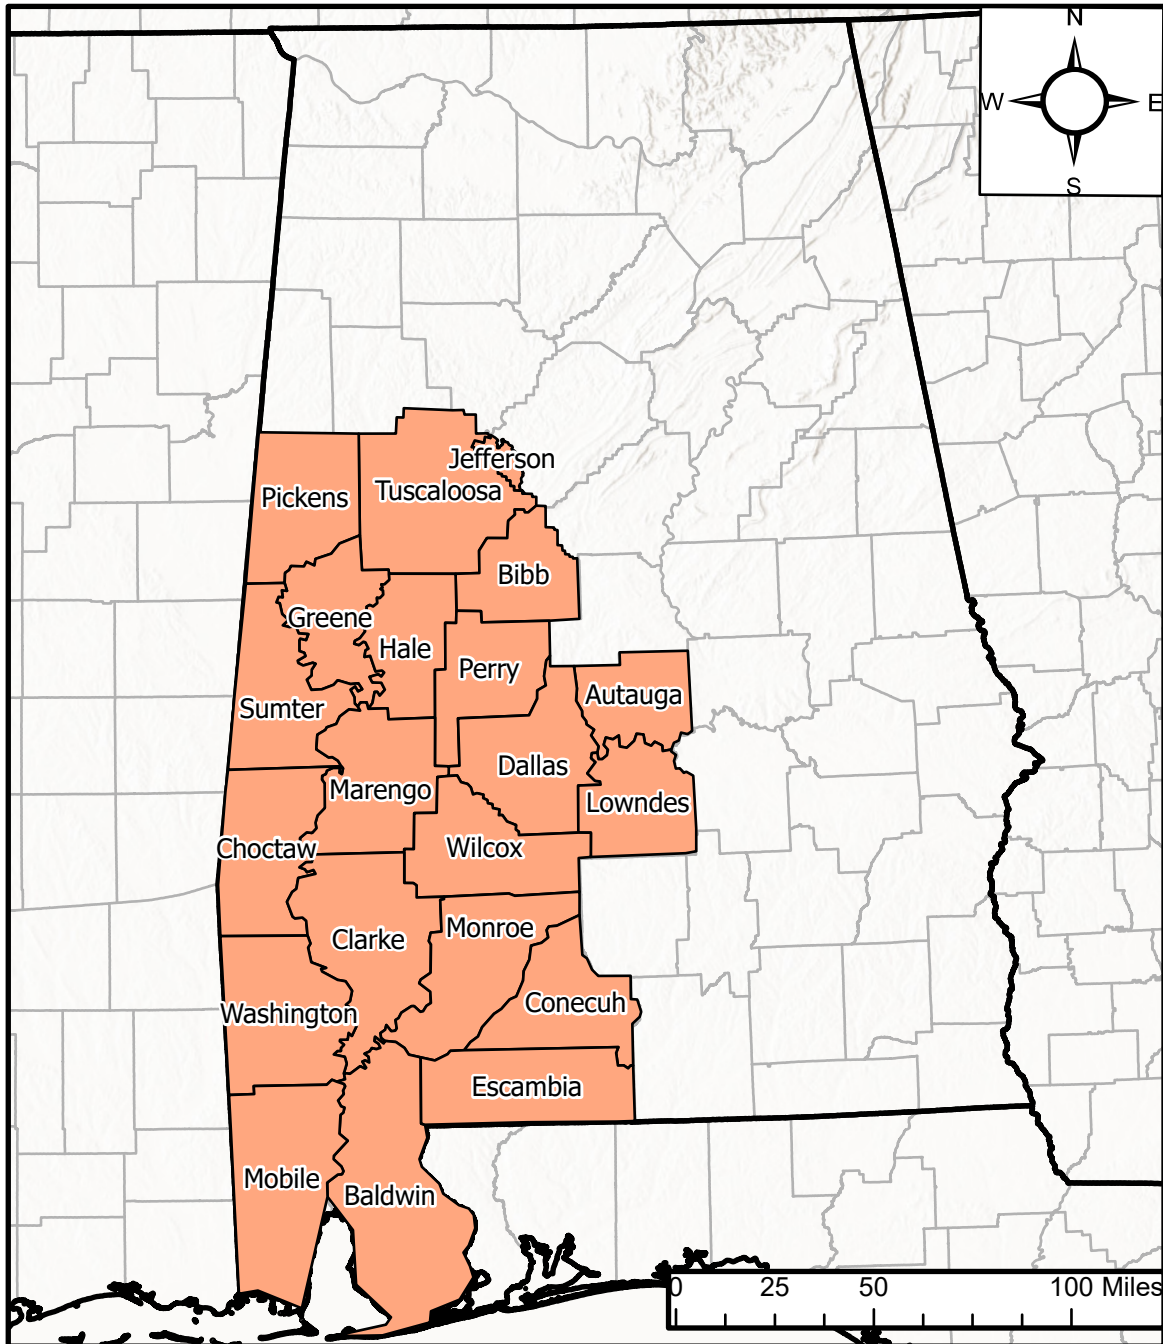 N
W E
S
Jefferson
Pickens
Tuscaloosa
Bibb
Greene
Hale
Perry
Sumter
Autauga
Dallas
Marengo
Lowndes
Choctaw
Wilcox
Monroe
Clarke
Conecuh
Washington
Escambia
Mobile
Baldwin
0 25 50 100 Miles